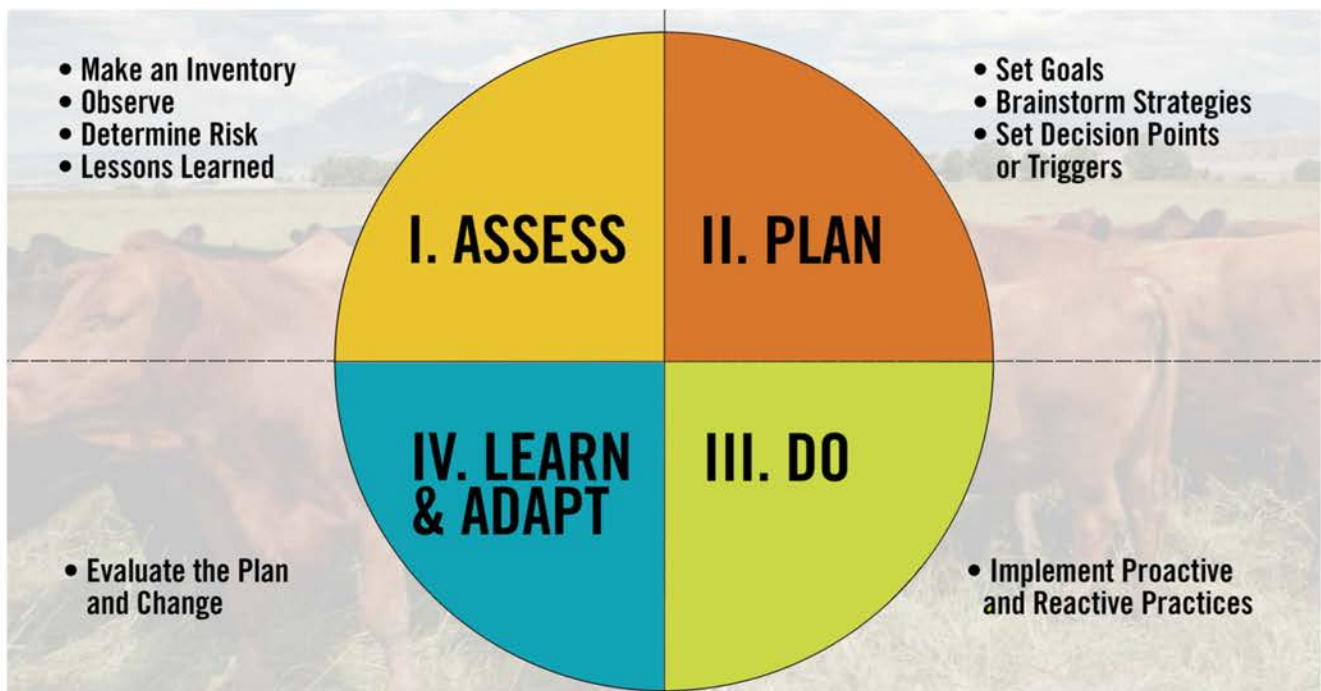 • Make an Inventory
• Observe
• Determine Risk
• Lessons Learned
• Set Goals
• Brainstorm Strategies
• Set Decision Points
or Triggers
I. ASSESS
II. PLAN
IV. LEARN
& ADAPT
III. DO
• Evaluate the Plan
and Change
• Implement Proactive
and Reactive Practices